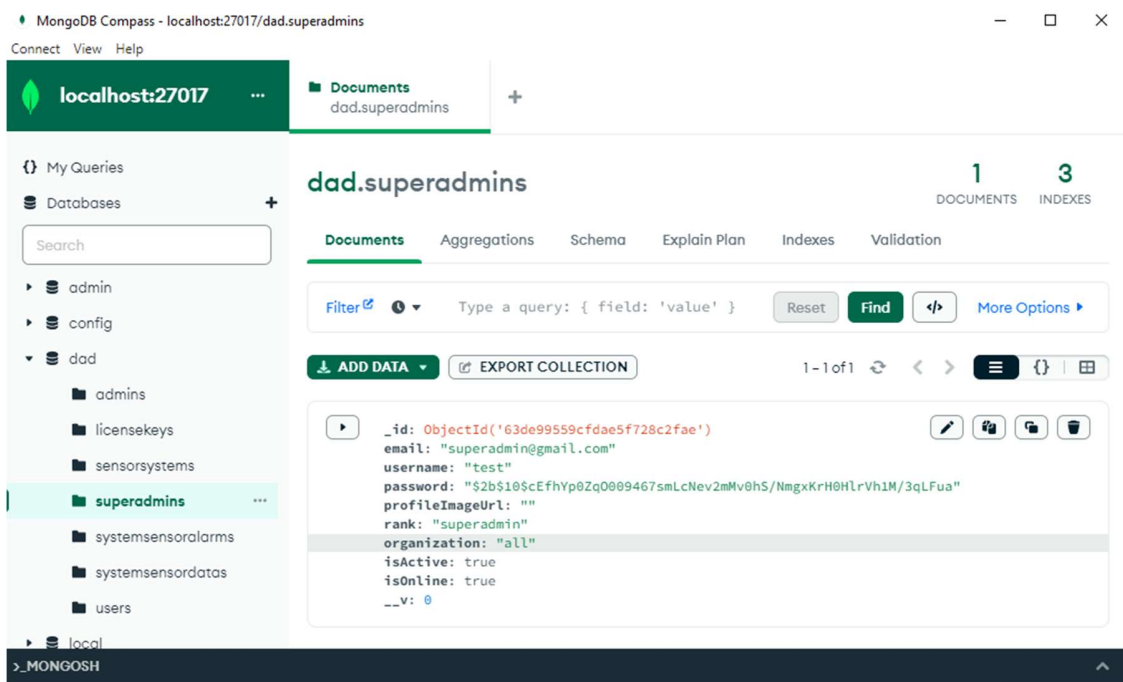 MongoDB Compass - localhost:27017/dad.superadmins
Connect View Help
localhost:27017 ...
Documents
dad.superadmins
+
{} My Queries
Databases +
Search
admin
config
dad
admins
licensekeys
sensorsystems
superadmins ...
systemsensoralarms
systemsensordatas
users
local
dad.superadmins
1 DOCUMENTS
3 INDEXES
Documents Aggregations Schema Explain Plan Indexes Validation
Filter Type a query: { field: 'value' } Reset Find </> More Options
ADD DATA EXPORT COLLECTION 1 – 1 of 1 {}
_id: ObjectId('63de99559cfdae5f728c2fae')
email: "superadmin@gmail.com"
username: "test"
password: "$2b$10$cEfhYp0ZqO009467smLcNev2mMv0hS/NmgxKrH0HlrVh1M/3qLFua"
profileImageUrl: ""
rank: "superadmin"
organization: "all"
isActive: true
isOnline: true
__v: 0
>_MONGOSH